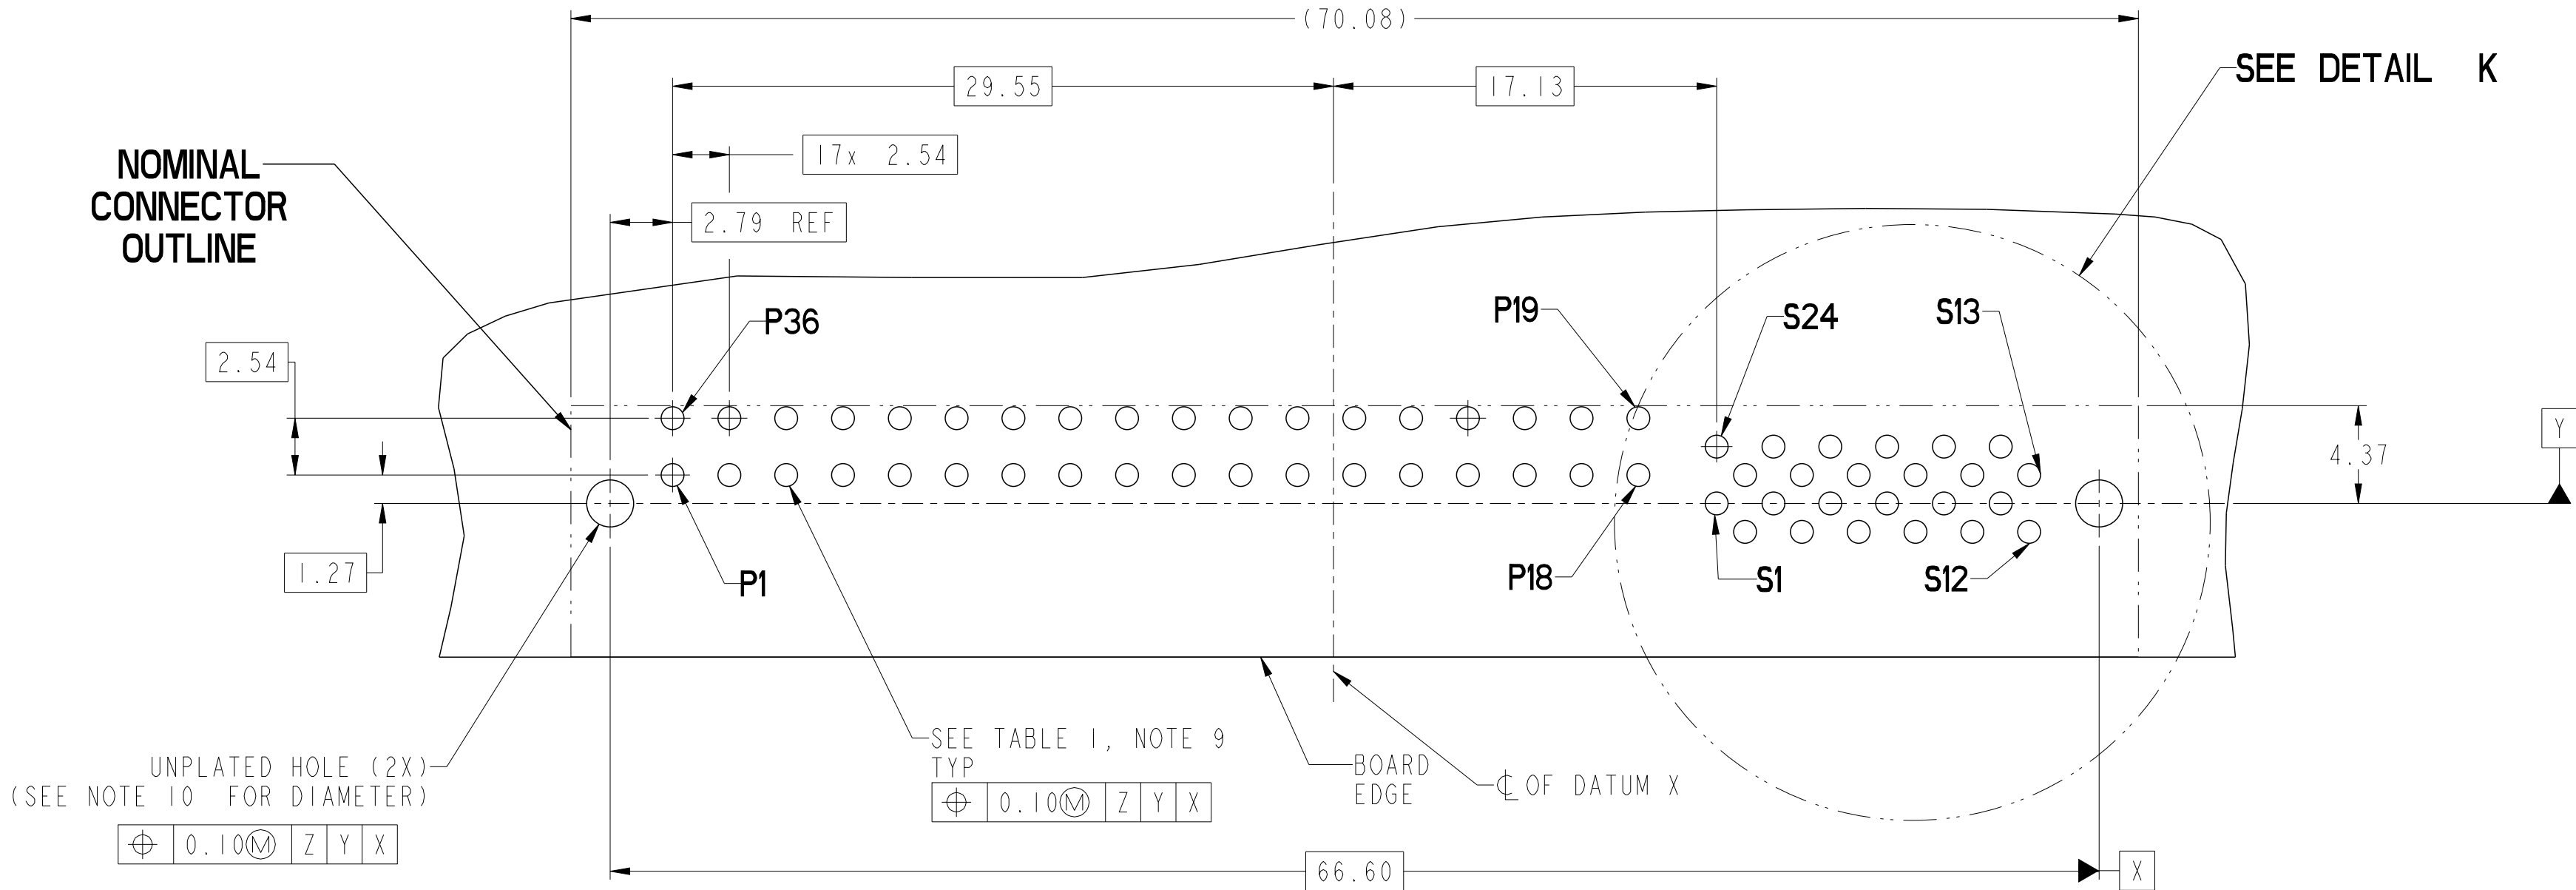 (70.08)
29.55
17.13
SEE DETAIL K
NOMINAL
CONNECTOR
OUTLINE
17x 2.54
2.79 REF
P36
P19
S24
S13
2.54
4.37
Y
1.27
P1
P18
S1
S12
UNPLATED HOLE (2X)
(SEE NOTE 10 FOR DIAMETER)
⌖ 0.10Ⓜ Z Y X
SEE TABLE 1, NOTE 9
TYP
⌖ 0.10Ⓜ Z Y X
BOARD
EDGE
℄ OF DATUM X
66.60
X